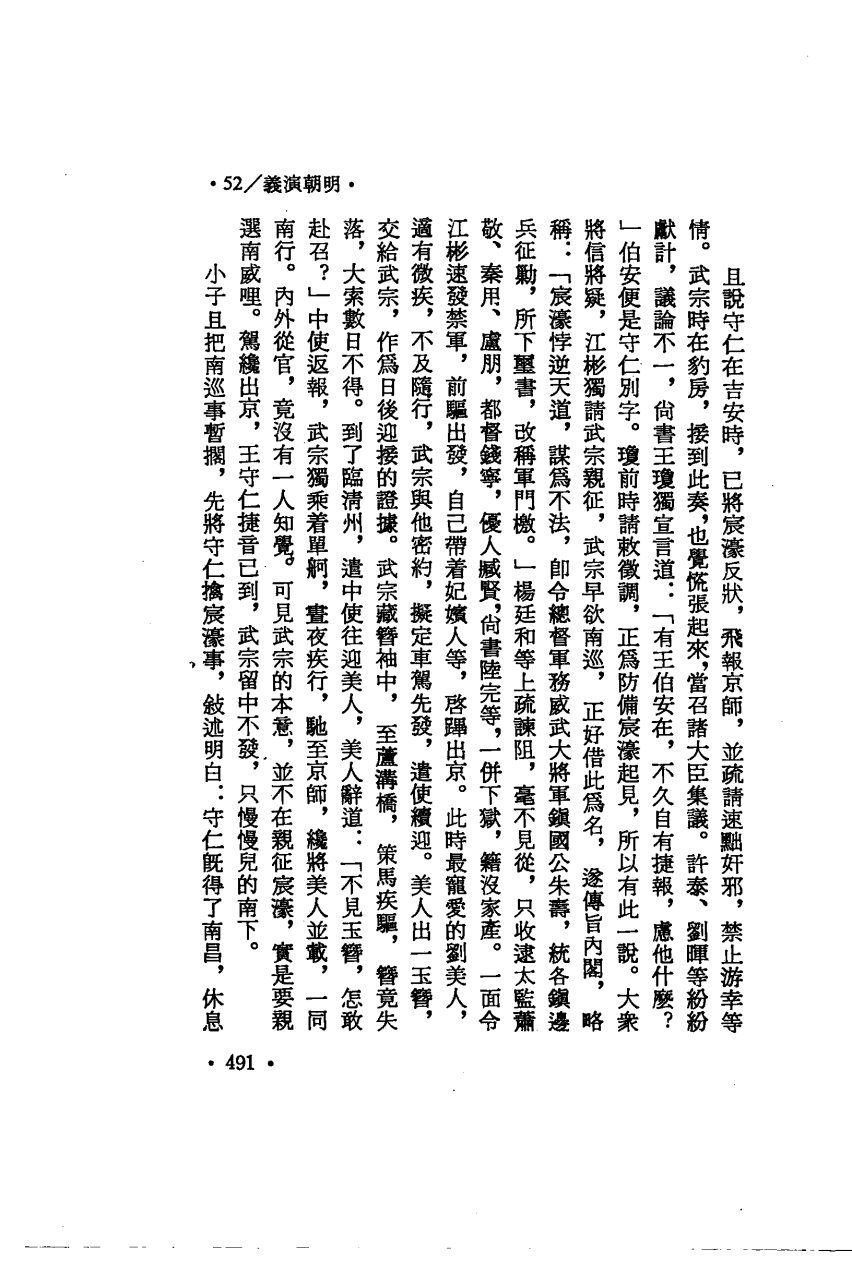 •52／義演朝明•
且說守仁在吉安時，已將宸濠反狀，飛報京師，並疏請速黜奸邪，禁止游幸等
情。武宗時在豹房，接到此奏，也覺慌張起來，當召諸大臣集議。許泰、劉暉等紛紛
獻計，議論不一，尙書王瓊獨宣言道：「有王伯安在，不久自有捷報，慮他什麼？
」伯安便是守仁別字。瓊前時請敕徵調，正爲防備宸濠起見，所以有此一說。大衆
將信將疑，江彬獨請武宗親征，武宗早欲南巡，正好借此爲名，遂傳旨內閣，略
稱：「宸濠悖逆天道，謀爲不法，卽令總督軍務威武大將軍鎭國公朱壽，統各鎭邊
兵征勦，所下璽書，改稱軍門檄。」楊廷和等上疏諫阻，毫不見從，只收逮太監蕭
敬、秦用、盧朋，都督錢寧，優人臧賢，尙書陸完等，一併下獄，籍沒家產。一面令
江彬速發禁軍，前驅出發，自己帶着妃嬪人等，啓蹕出京。此時最寵愛的劉美人，
適有微疾，不及隨行，武宗與他密約，擬定車駕先發，遣使續迎。美人出一玉簪，
交給武宗，作爲日後迎接的證據。武宗藏簪袖中，至蘆溝橋，策馬疾驅，簪竟失
落，大索數日不得。到了臨清州，遣中使往迎美人，美人辭道：「不見玉簪，怎敢
赴召？」中使返報，武宗獨乘着單舸，晝夜疾行，馳至京師，纔將美人並載，一同
南行。內外從官，竟沒有一人知覺。可見武宗的本意，並不在親征宸濠，實是要親
選南威哩。駕纔出京，王守仁捷音已到，武宗留中不發，只慢慢兒的南下。
小子且把南巡事暫擱，先將守仁擒宸濠事，敍述明白：守仁旣得了南昌，休息
•491•